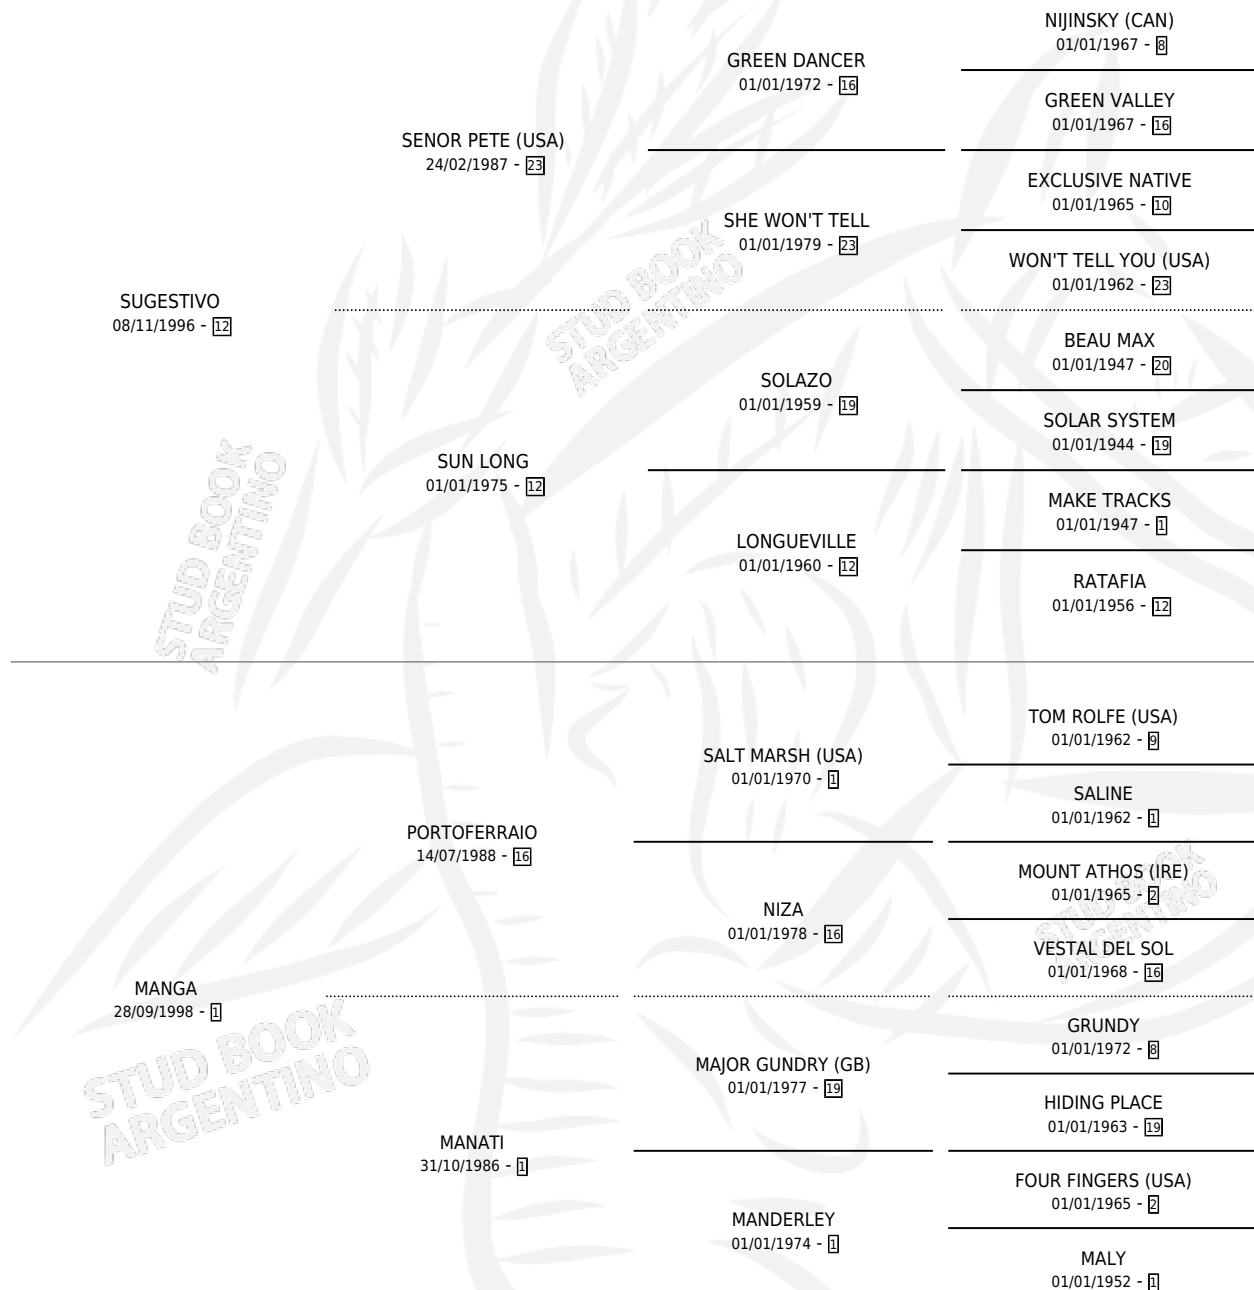 NIJINSKY (CAN)
01/01/1967 - 8
GREEN DANCER
01/01/1972 - 16
GREEN VALLEY
01/01/1967 - 16
SENOR PETE (USA)
24/02/1987 - 23
EXCLUSIVE NATIVE
01/01/1965 - 10
SHE WON'T TELL
01/01/1979 - 23
WON'T TELL YOU (USA)
01/01/1962 - 23
SUGESTIVO
08/11/1996 - 12
BEAU MAX
01/01/1947 - 20
SOLAZO
01/01/1959 - 19
SOLAR SYSTEM
01/01/1944 - 19
SUN LONG
01/01/1975 - 12
MAKE TRACKS
01/01/1947 - 1
LONGUEVILLE
01/01/1960 - 12
RATAFIA
01/01/1956 - 12
TOM ROLFE (USA)
01/01/1962 - 9
SALT MARSH (USA)
01/01/1970 - 1
SALINE
01/01/1962 - 1
PORTOFERRAIO
14/07/1988 - 16
MOUNT ATHOS (IRE)
01/01/1965 - 2
NIZA
01/01/1978 - 16
VESTAL DEL SOL
01/01/1968 - 16
MANGA
28/09/1998 - 1
GRUNDY
01/01/1972 - 8
MAJOR GUNDRY (GB)
01/01/1977 - 19
HIDING PLACE
01/01/1963 - 19
MANATI
31/10/1986 - 1
FOUR FINGERS (USA)
01/01/1965 - 2
MANDERLEY
01/01/1974 - 1
MALY
01/01/1952 - 1
STUD BOOK
ARGENTINO
STUD BOOK
ARGENTINO
STUD BOOK
ARGENTINO
STUD BOOK
ARGENTINO